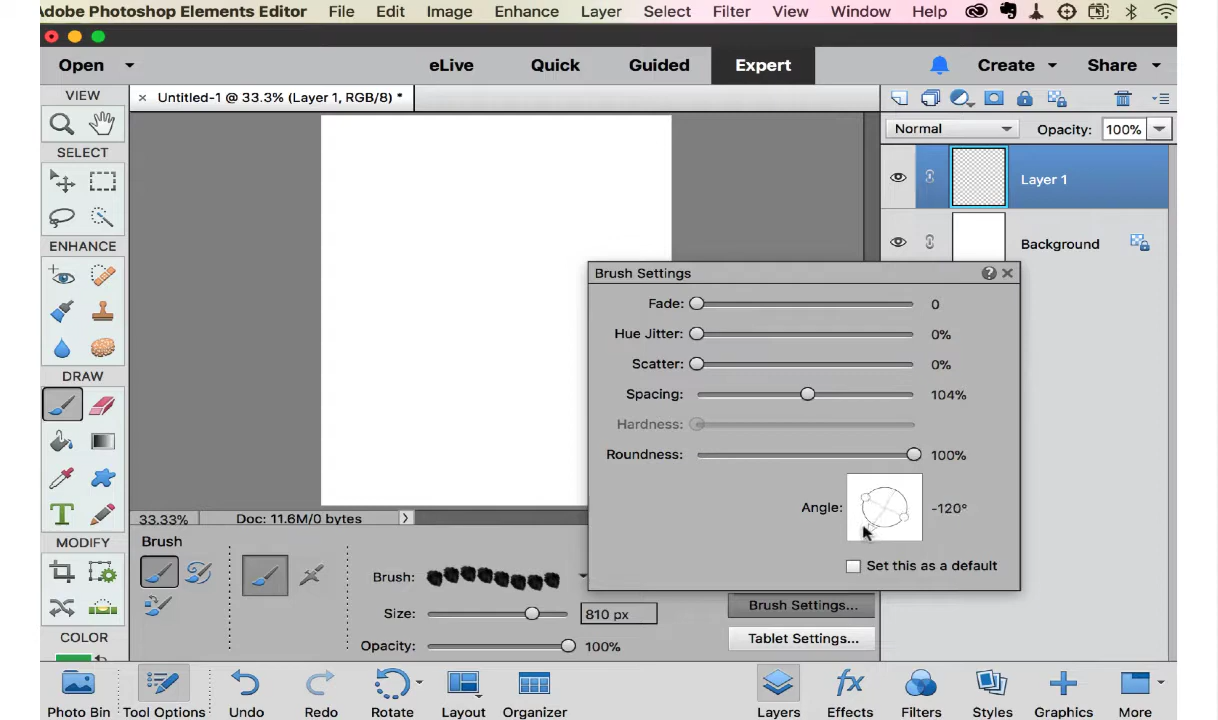 Adobe Photoshop Elements Editor File Edit Image Enhance Layer Select Filter View Window Help
Open eLive Quick Guided Expert Create Share
VIEW
× Untitled-1 @ 33.3% (Layer 1, RGB/8) *
Normal Opacity: 100%
SELECT
Layer 1
ENHANCE
Background
Brush Settings
Fade: 0
Hue Jitter: 0%
Scatter: 0%
DRAW
Spacing: 104%
Hardness:
Roundness: 100%
Angle: -120°
33.33% Doc: 11.6M/0 bytes
MODIFY
Brush
Set this as a default
Brush:
Size: 810 px
Brush Settings...
COLOR
Opacity: 100%
Tablet Settings...
Photo Bin Tool Options Undo Redo Rotate Layout Organizer Layers Effects Filters Styles Graphics More